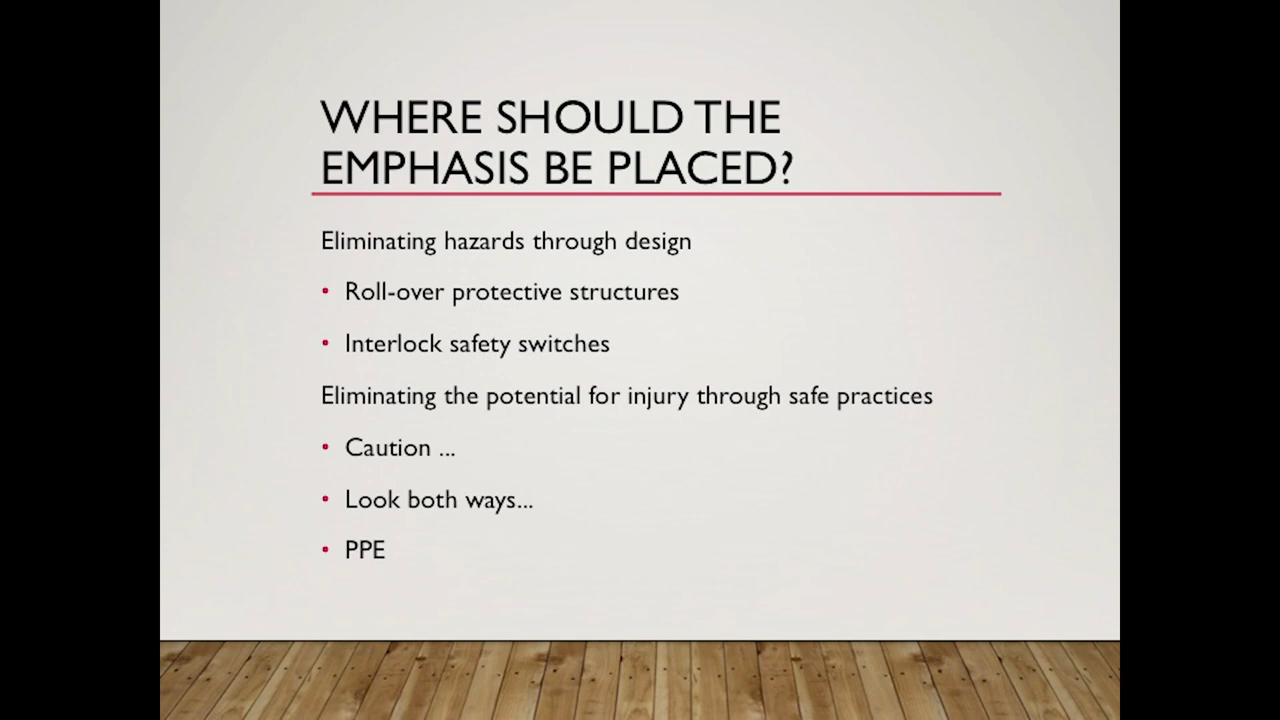 WHERE SHOULD THE
EMPHASIS BE PLACED?
Eliminating hazards through design
• Roll-over protective structures
• Interlock safety switches
Eliminating the potential for injury through safe practices
• Caution ...
• Look both ways...
• PPE